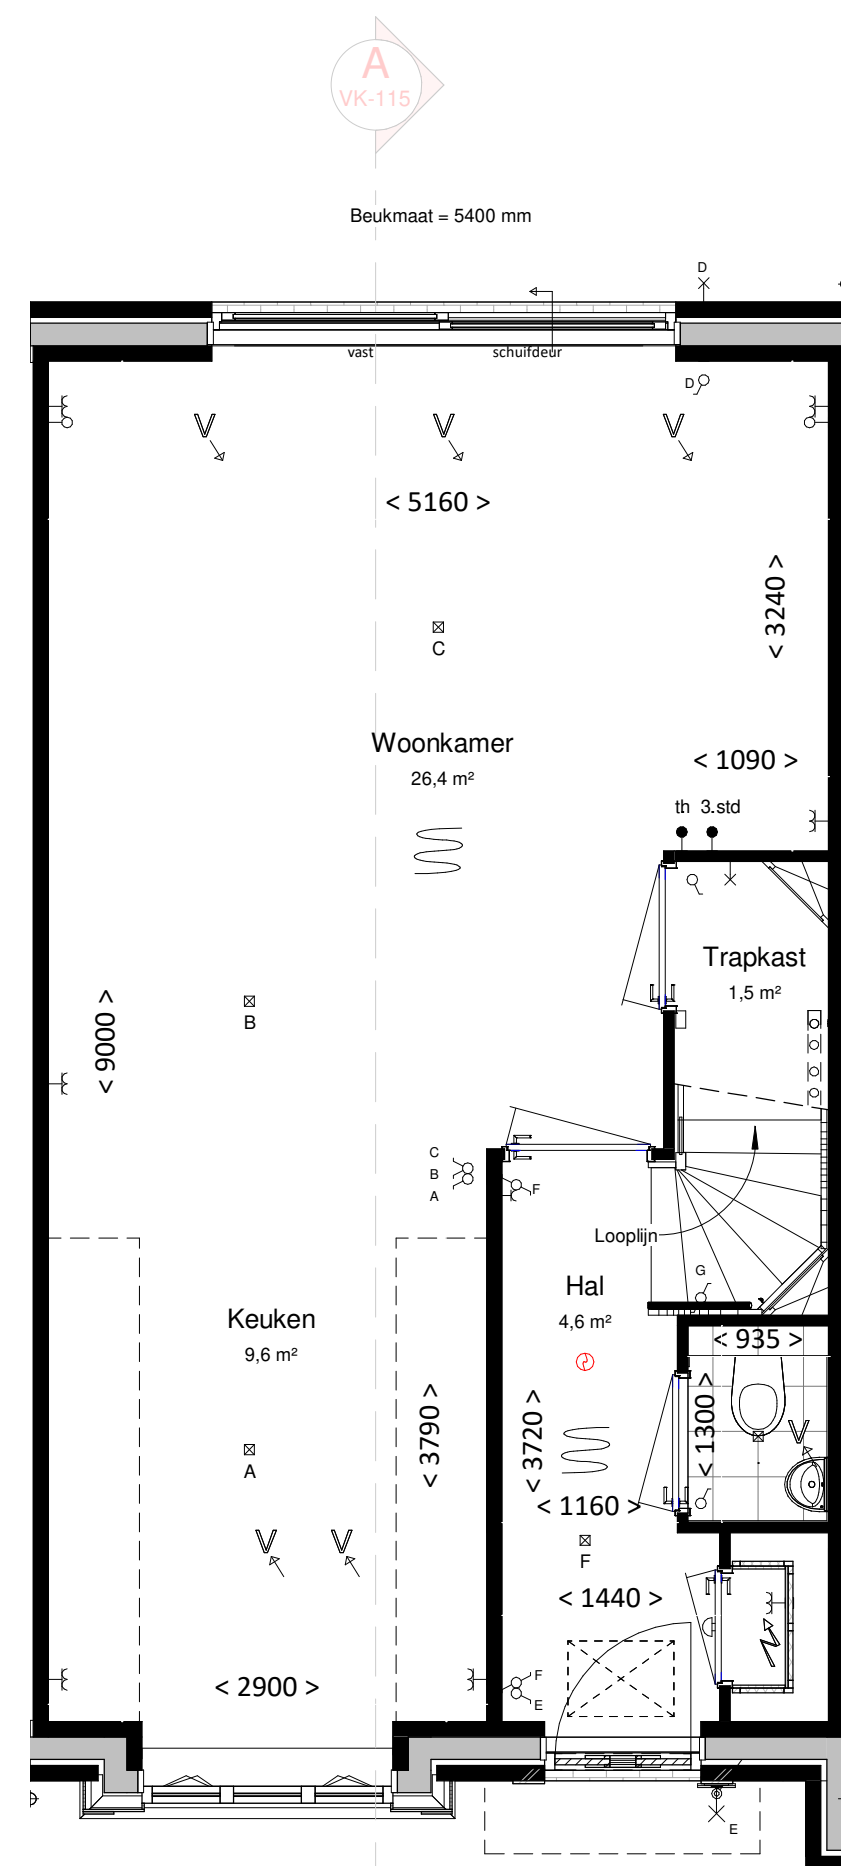 A
VK-115
Beukmaat = 5400 mm
D
vast
schuifdeur
D
V V V
< 5160 >
< 3240 >
C
Woonkamer
26,4 m²
< 1090 >
th 3.std
Trapkast
1,5 m²
B
< 9000 >
C
B
A
F
Looplijn
G
Hal
4,6 m²
Keuken
9,6 m²
< 935 >
< 1300 >
V
< 3790 >
< 3720 >
A
< 1160 >
V V
F
< 1440 >
F
E
< 2900 >
E